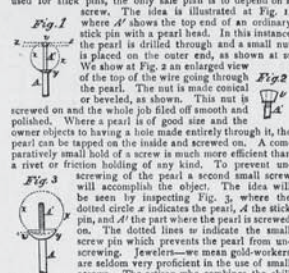 used for stick pins, the only safe plan is to depend on a
screw. The idea is illustrated at Fig. 1,
Fig. 1
where A' shows the top end of an ordinary
stick pin with a pearl head. In this instance
the pearl is drilled through and a small nut
is placed on the outer end, as shown at v.
We show at Fig. 2 an enlarged view
of the top of the wire going through
Fig. 2
the pearl. The nut is made conical
or beveled, as shown. This nut is
screwed on and the whole job filed off smooth and
polished. Where a pearl is of good size and the
owner objects to having a hole made entirely through it, the
pearl can be tapped on the inside and screwed on. A com-
paratively small hold of a screw is much more efficient than
a rivet or friction holding of any kind. To prevent un-
Fig. 3
screwing of the pearl a second small screw
will accomplish the object. The idea will
be seen by inspecting Fig. 3, where the
dotted circle x indicates the pearl, A the stick
pin, and A' the part where the pearl is screwed
on. The dotted lines w indicate the small
screw pin which prevents the pearl from un-
screwing. Jewelers—we mean gold-workers
are seldom very proficient in the use of small